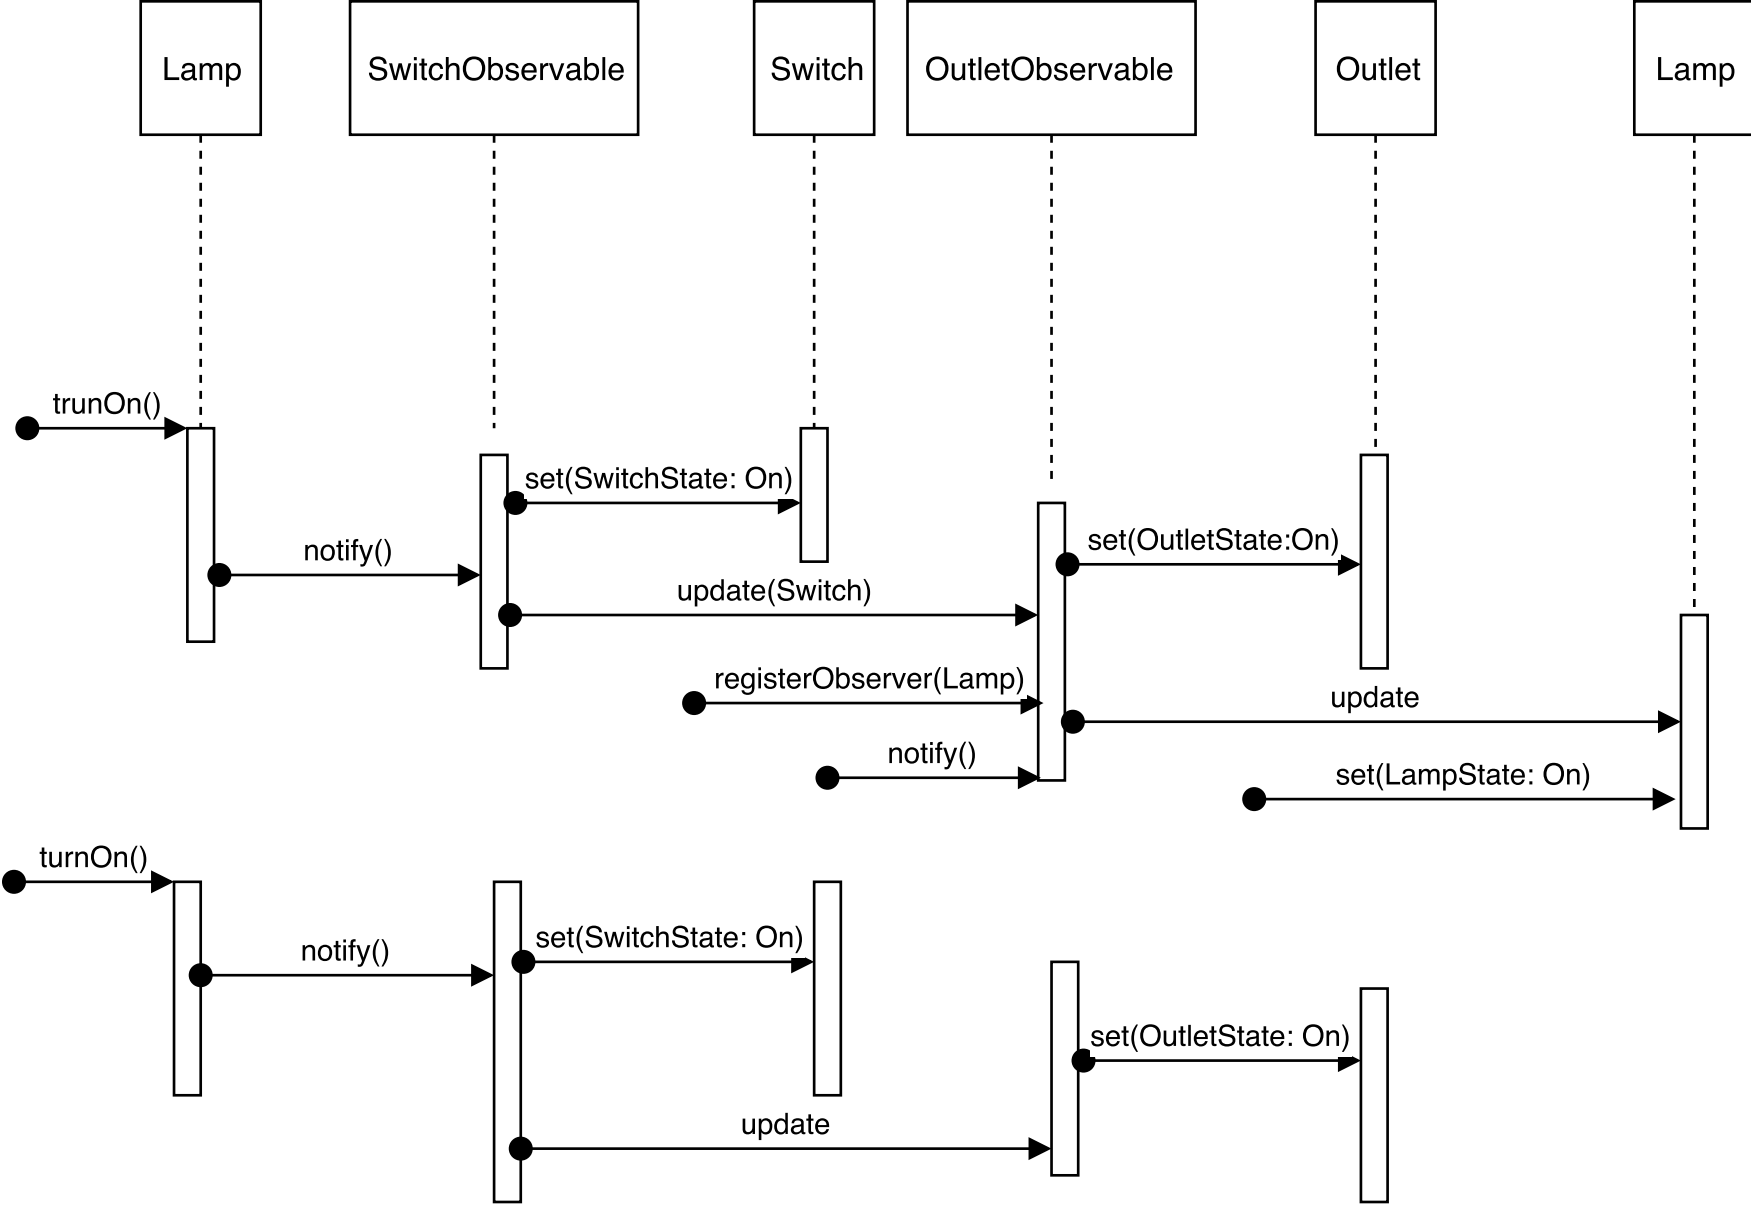 Lamp
SwitchObservable
Switch
OutletObservable
Outlet
Lamp
trunOn()
set(SwitchState: On)
notify()
set(OutletState:On)
update(Switch)
registerObserver(Lamp)
update
notify()
set(LampState: On)
turnOn()
set(SwitchState: On)
notify()
set(OutletState: On)
update